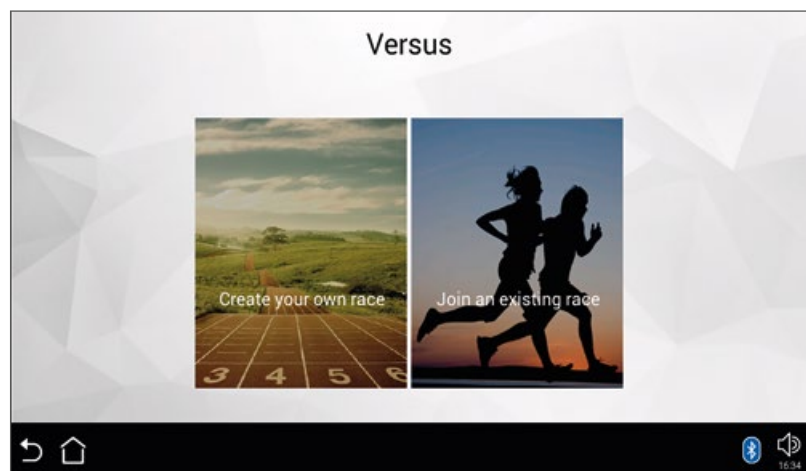 Versus
Create your own race
Join an existing race
3 4 5 6
16:34